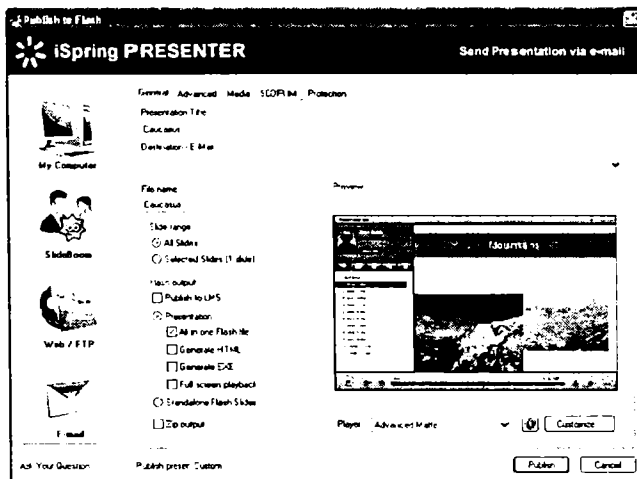 Publish to Flash
iSpring PRESENTER
Send Presentation via e-mail
General Advanced Media SCORM Protection
Presentation Title
Caucasus
Destination - E-Mail
My Computer
File name
Preview
Caucasus
Slide range
All Slides
Selected Slides (1 slide)
SlideBoom
Mountains
Flash output
Publish to LMS
Presentation
All in one Flash file
Generate HTML
Generate EXE
Full screen playback
Standalone Flash Slides
Web / FTP
Zip output
Player Advanced Matte
Customize
E-mail
Ask Your Question
Publish preset: Custom
Publish
Cancel